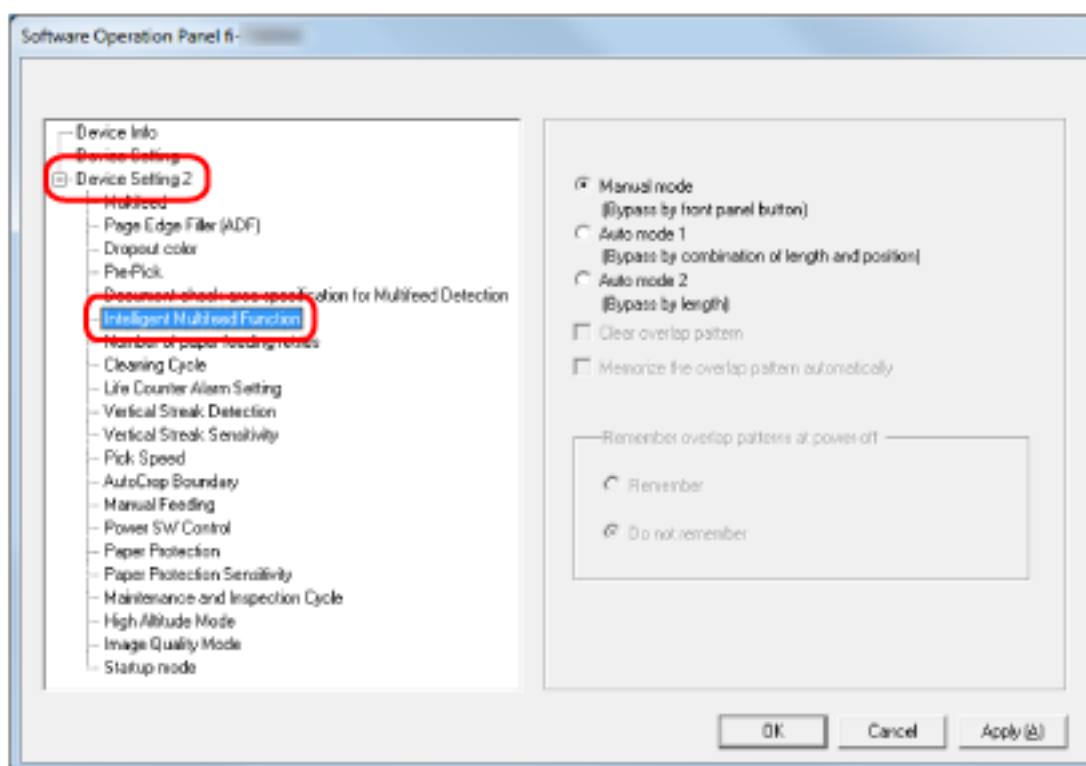 Software Operation Panel fi-
Device Info
Device Setting
Device Setting 2
Multifeed
Page Edge Filler (ADF)
Dropout color
Pre-Pick
Document check area specification for Multifeed Detection
Intelligent Multifeed Function
Number of paper feeding retries
Cleaning Cycle
Life Counter Alarm Setting
Vertical Streak Detection
Vertical Streak Sensitivity
Pick Speed
AutoCrop Boundary
Manual Feeding
Power SW Control
Paper Protection
Paper Protection Sensitivity
Maintenance and Inspection Cycle
High Altitude Mode
Image Quality Mode
Startup mode
Manual mode
(Bypass by front panel button)
Auto mode 1
(Bypass by combination of length and position)
Auto mode 2
(Bypass by length)
Clear overlap pattern
Memorize the overlap pattern automatically
Remember overlap patterns at power off
Remember
Do not remember
OK
Cancel
Apply (A)